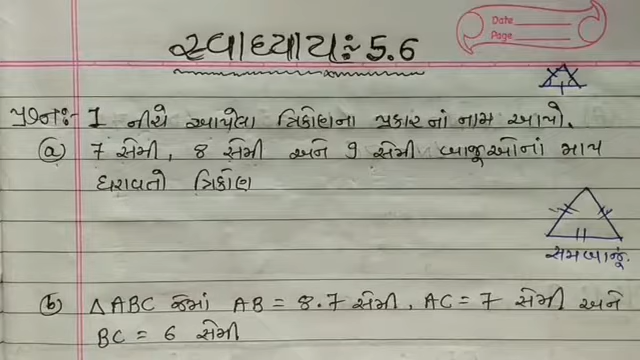 સ્વાધ્યાય:- 5.6
Date
Page
પ્રશ્ન:- 1 નીચે આપેલા ત્રિકોણના પ્રકારનાં નામ આપો.
(a) 7 સેમી, 8 સેમી અને 9 સેમી બાજુઓનાં માપ
ધરાવતો ત્રિકોણ
સમબાજુ.
(b) △ABC જેમાં AB = 8.7 સેમી, AC = 7 સેમી અને
BC = 6 સેમી